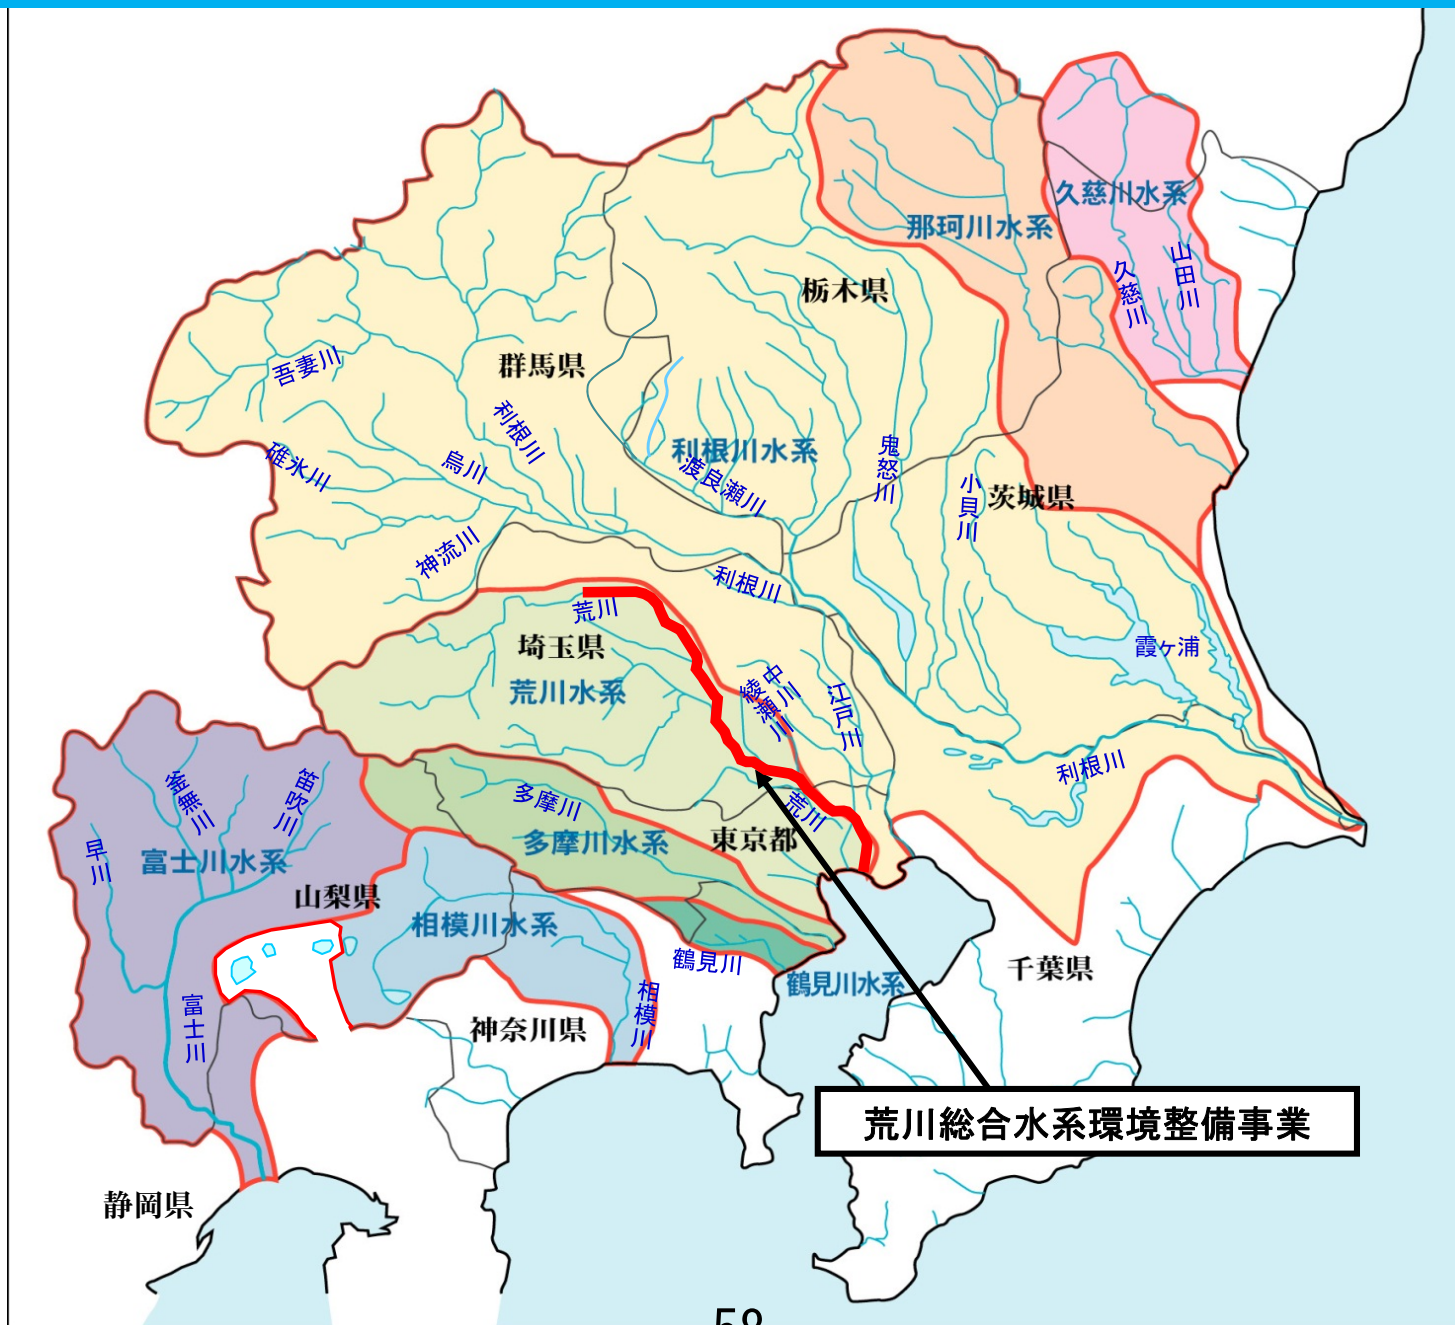 久慈川水系
那珂川水系
山田川
久慈川
栃木県
吾妻川
群馬県
利根川
利根川水系
鬼怒川
碓氷川
烏川
渡良瀬川
小貝川
茨城県
神流川
利根川
荒川
埼玉県
霞ヶ浦
荒川水系
綾瀬川
中川
江戸川
利根川
釜無川
笛吹川
多摩川
荒川
早川
富士川水系
多摩川水系
東京都
山梨県
相模川水系
鶴見川
千葉県
鶴見川水系
富士川
相模川
神奈川県
荒川総合水系環境整備事業
静岡県
58